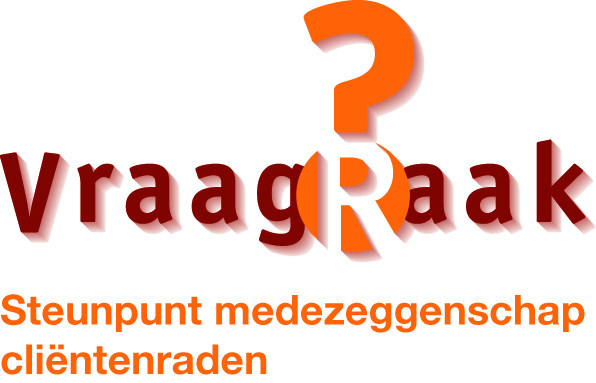 ?
VraagRaak
Steunpunt medezeggenschap
cliëntenraden